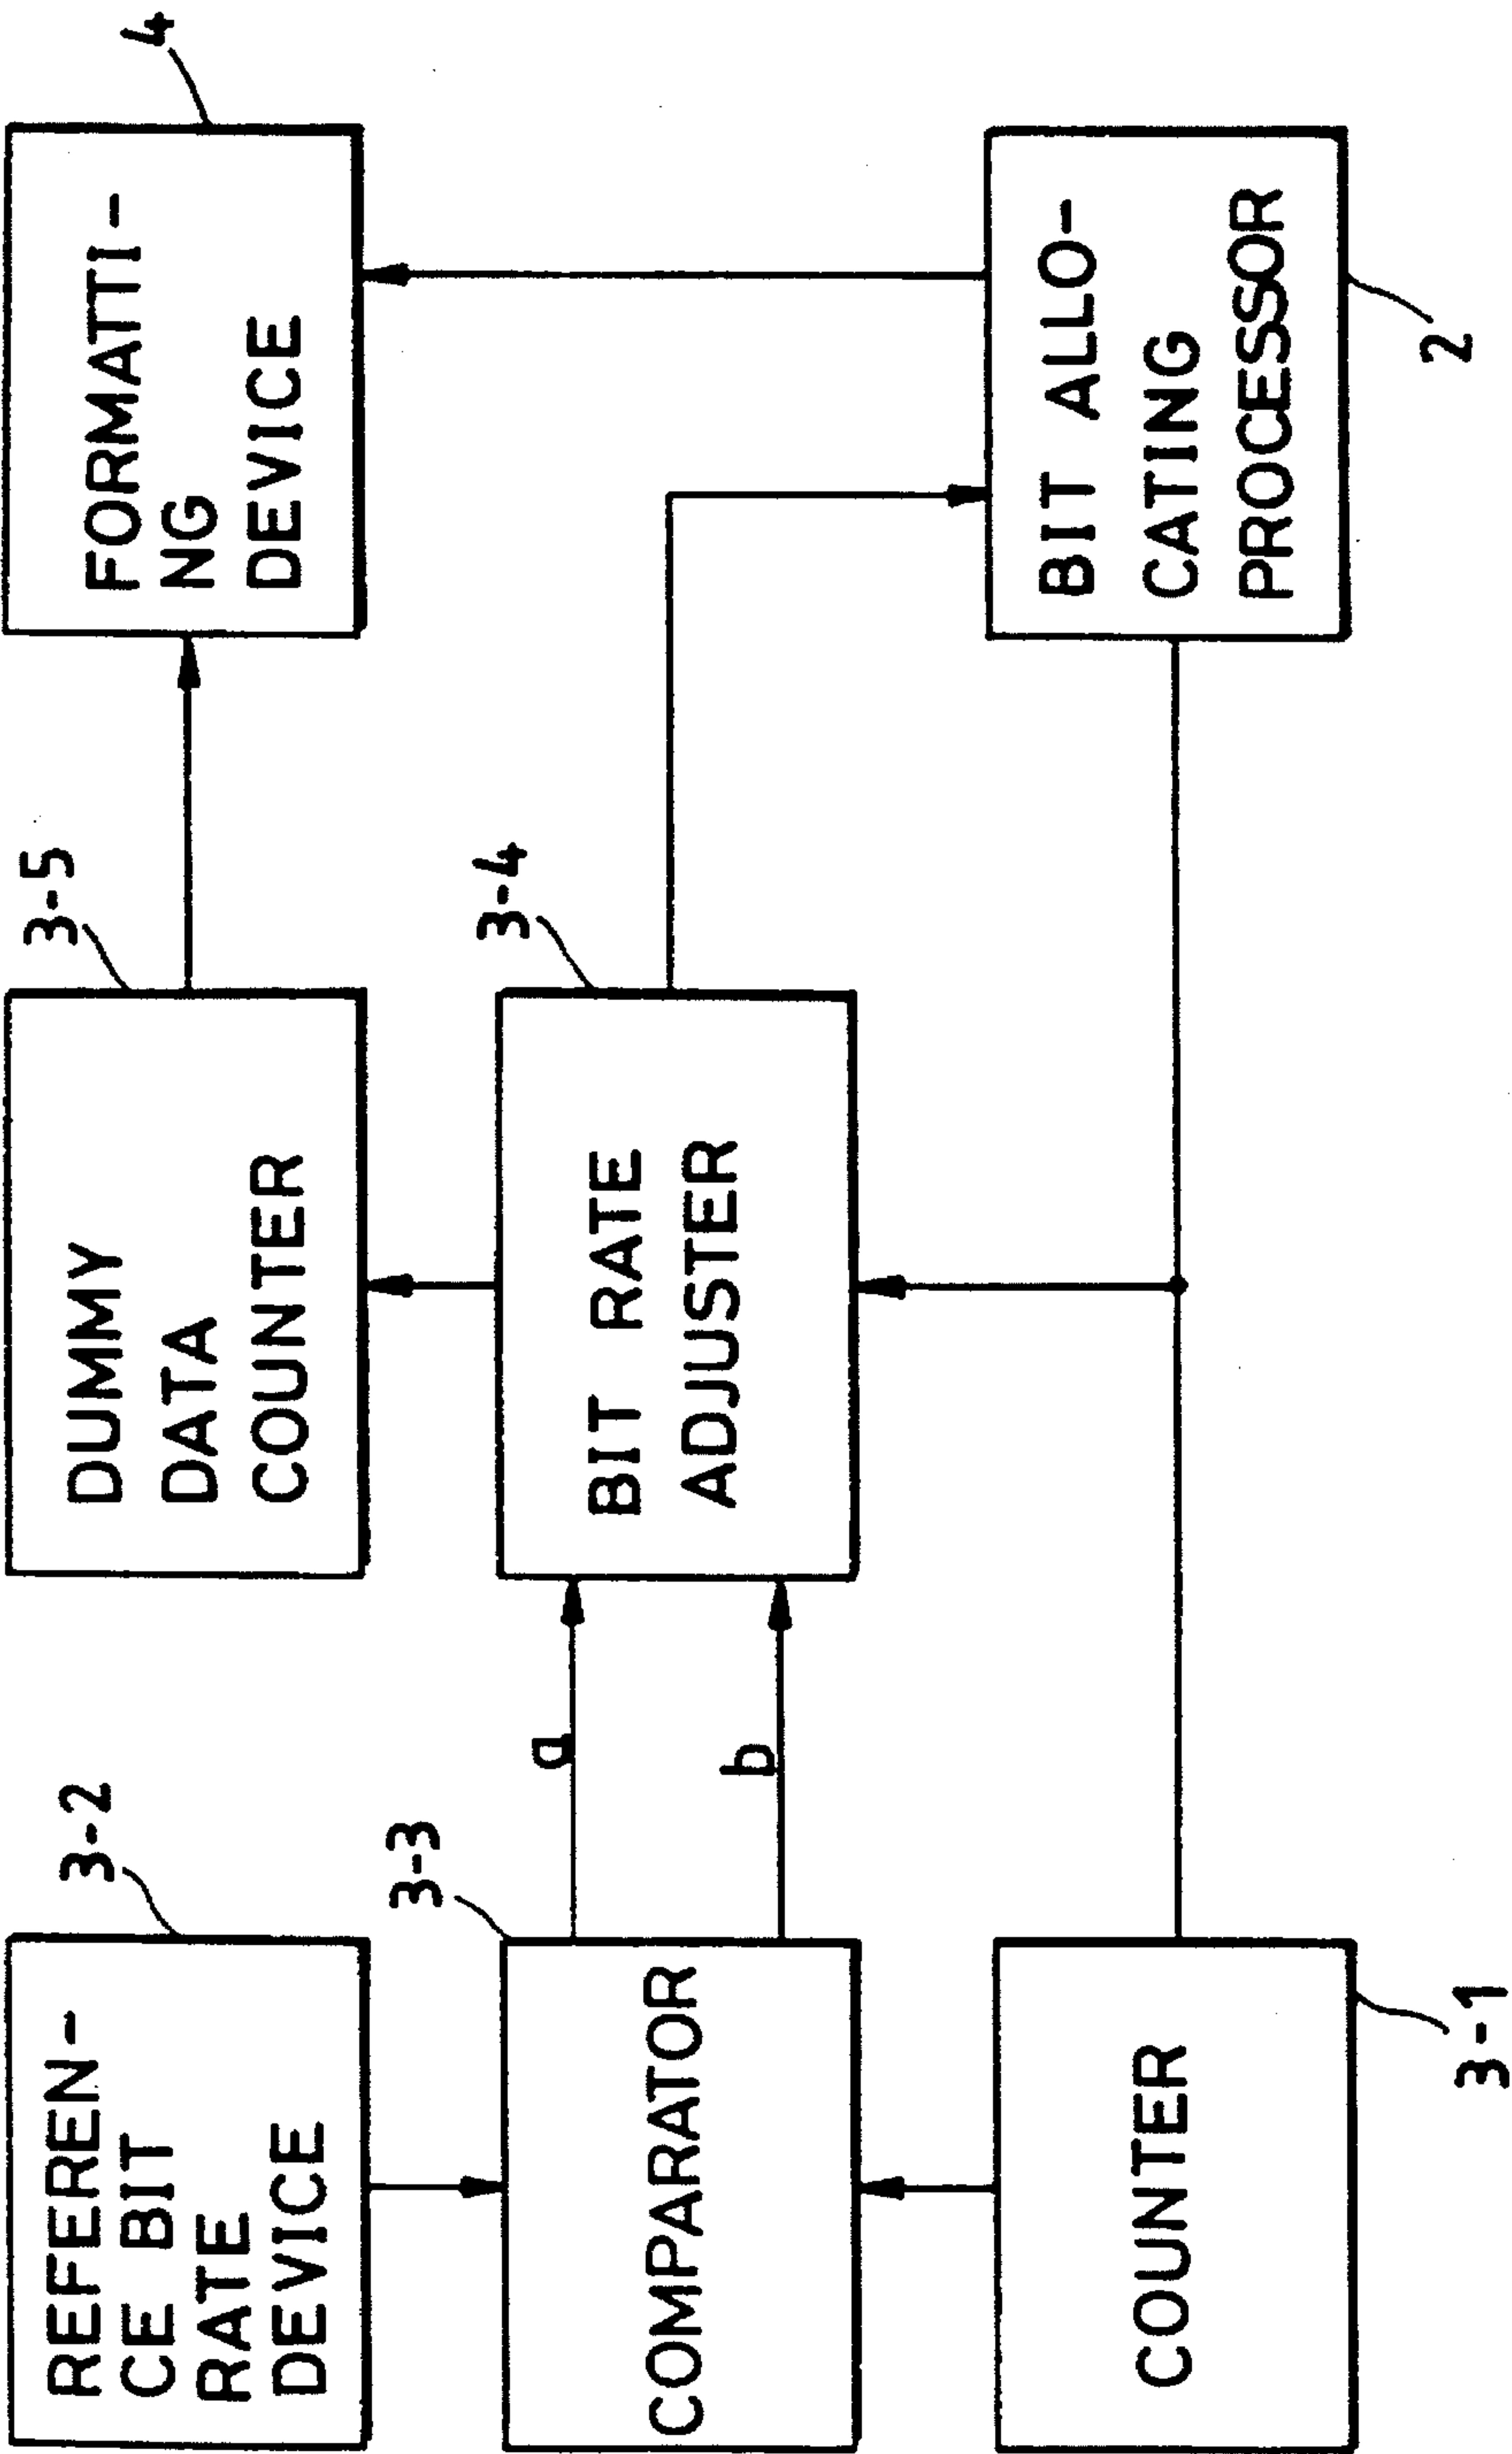 REFEREN-
CE BIT
RATE
DEVICE
3-2
DUMMY
DATA
COUNTER
3-5
FORMATTI-
NG
DEVICE
4
COMPARATOR
3-3
a
b
BIT RATE
ADJUSTER
3-4
COUNTER
3-1
BIT ALLO-
CATING
PROCESSOR
2